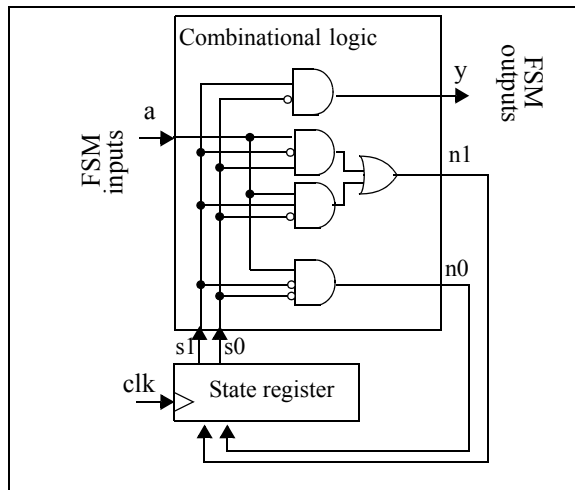 Combinational logic
y
FSM
outputs
a
FSM
inputs
n1
n0
s1 s0
clk
State register